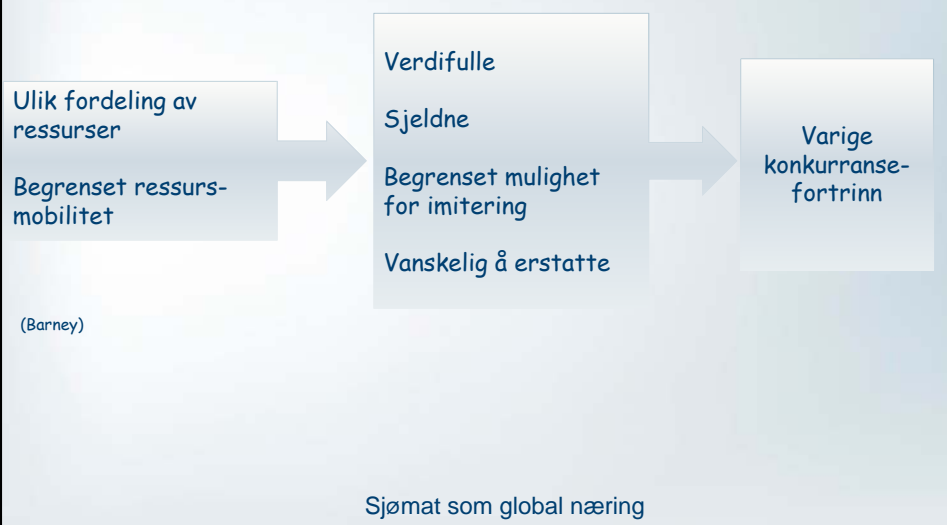 Ulik fordeling av
ressurser
Begrenset ressurs-
mobilitet
Verdifulle
Sjeldne
Begrenset mulighet
for imitering
Vanskelig å erstatte
Varige
konkurranse-
fortrinn
(Barney)
Sjømat som global næring